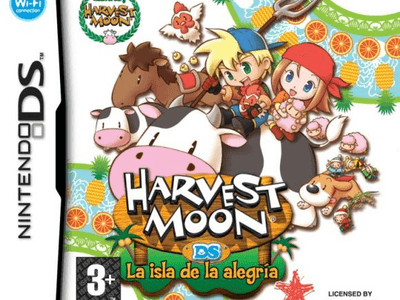 Wi-Fi
connection
NINTENDO DS
HARVEST
MOON
HARVEST
MOON
DS
La isla de la alegría
3+
LICENSED BY